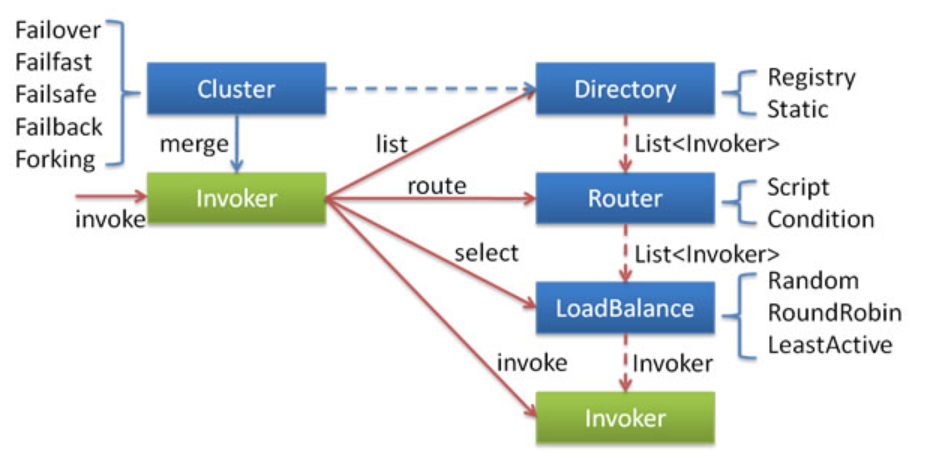 Failover
Failfast
Failsafe
Failback
Forking
Cluster
merge
invoke
Invoker
list
route
select
invoke
Directory
Registry
Static
List<Invoker>
Router
Script
Condition
List<Invoker>
LoadBalance
Random
RoundRobin
LeastActive
Invoker
Invoker